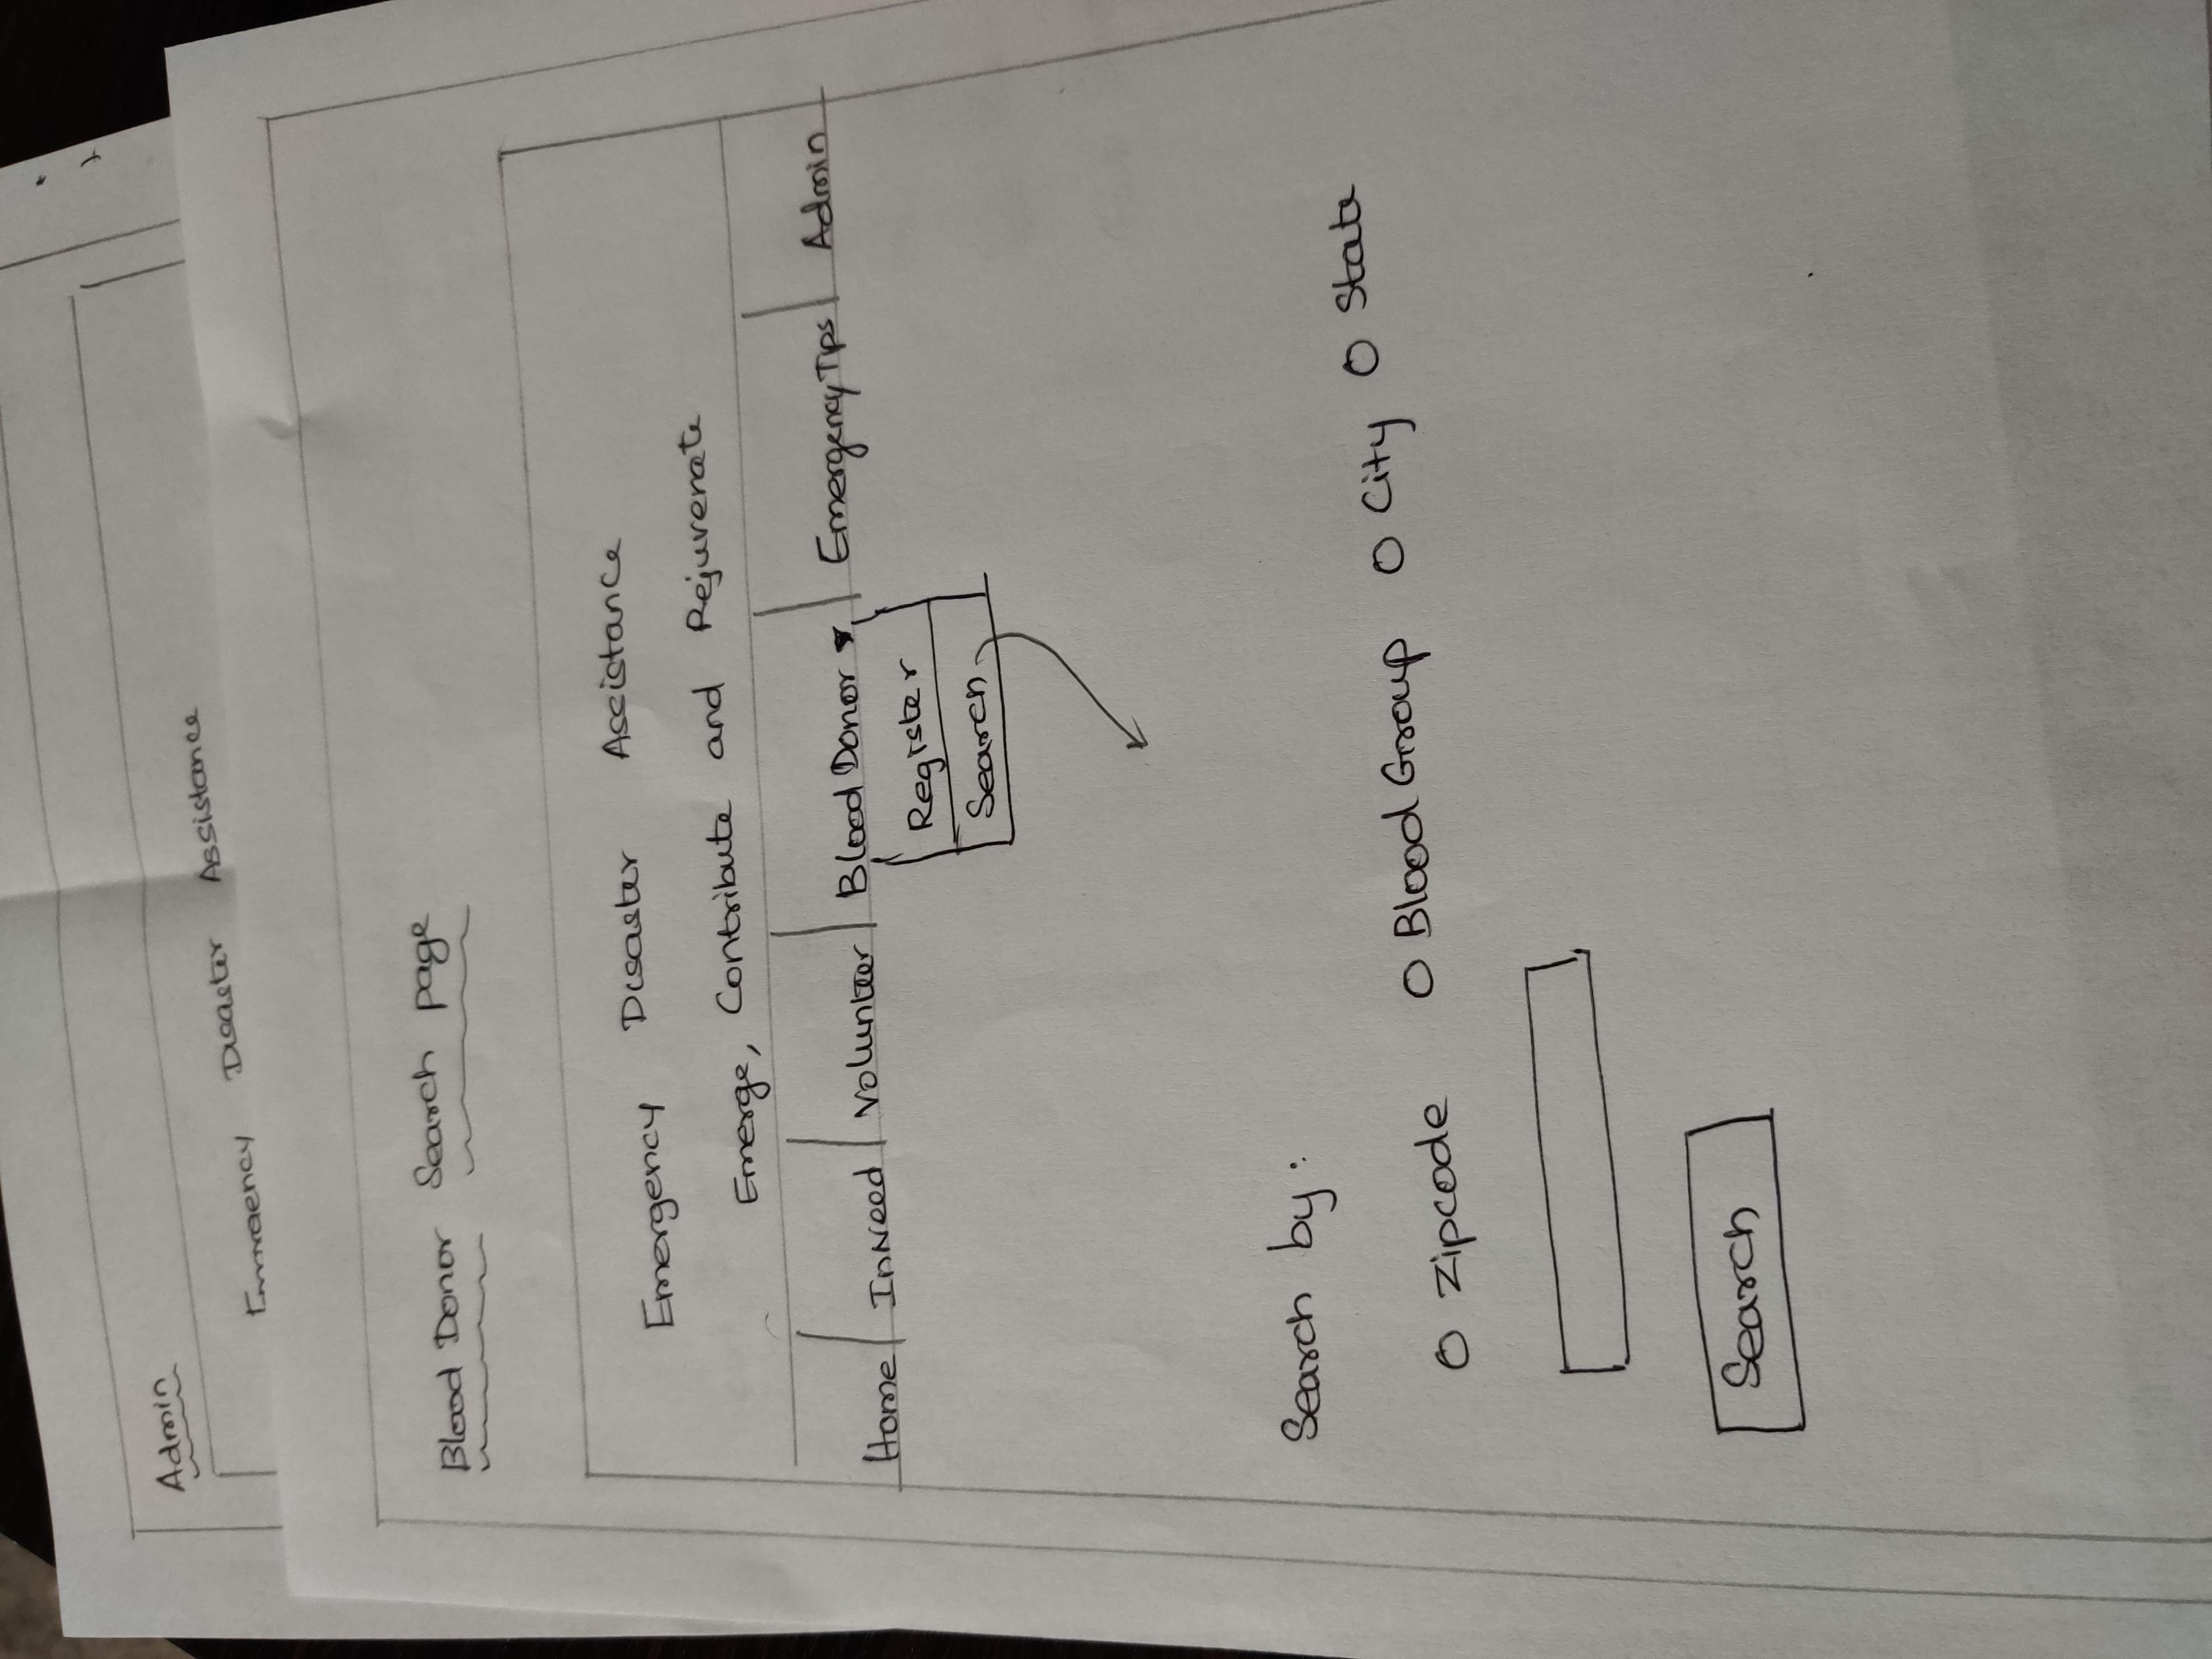 Admin
Emergency Disaster Assistance
Blood Donor Search page
Emergency Disaster Assistance
Emerge, Contribute and Rejuvenate
Home InNeed Volunteer Blood Donor Emergency Tips Admin
Register
Search
Search by:
Zipcode Blood Group City State
Search